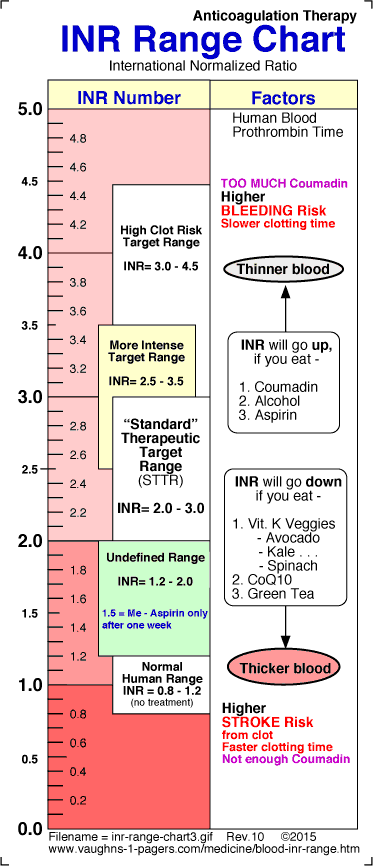 Anticoagulation Therapy
INR Range Chart
International Normalized Ratio
INR Number
Factors
5.0
4.8
4.6
4.5
4.4
4.2
4.0
3.8
3.6
3.5
3.4
3.2
3.0
2.8
2.6
2.5
2.4
2.2
2.0
1.8
1.6
1.5
1.4
1.2
1.0
0.8
0.6
0.5
0.4
0.2
0.0
High Clot Risk
Target Range
INR= 3.0 - 4.5
More Intense
Target Range
INR= 2.5 - 3.5
“Standard”
Therapeutic
Target
Range
(STTR)
INR= 2.0 - 3.0
Undefined Range
INR= 1.2 - 2.0
1.5 = Me - Aspirin only
after one week
Normal
Human Range
INR = 0.8 - 1.2
(no treatment)
Human Blood
Prothrombin Time
TOO MUCH Coumadin
Higher
BLEEDING Risk
Slower clotting time
Thinner blood
INR will go up,
if you eat -
1. Coumadin
2. Alcohol
3. Aspirin
INR will go down
if you eat -
1. Vit. K Veggies
- Avocado
- Kale . . .
- Spinach
2. CoQ10
3. Green Tea
Thicker blood
Higher
STROKE Risk
from clot
Faster clotting time
Not enough Coumadin
Filename = inr-range-chart3.gif Rev.10 ©2015
www.vaughns-1-pagers.com/medicine/blood-inr-range.htm